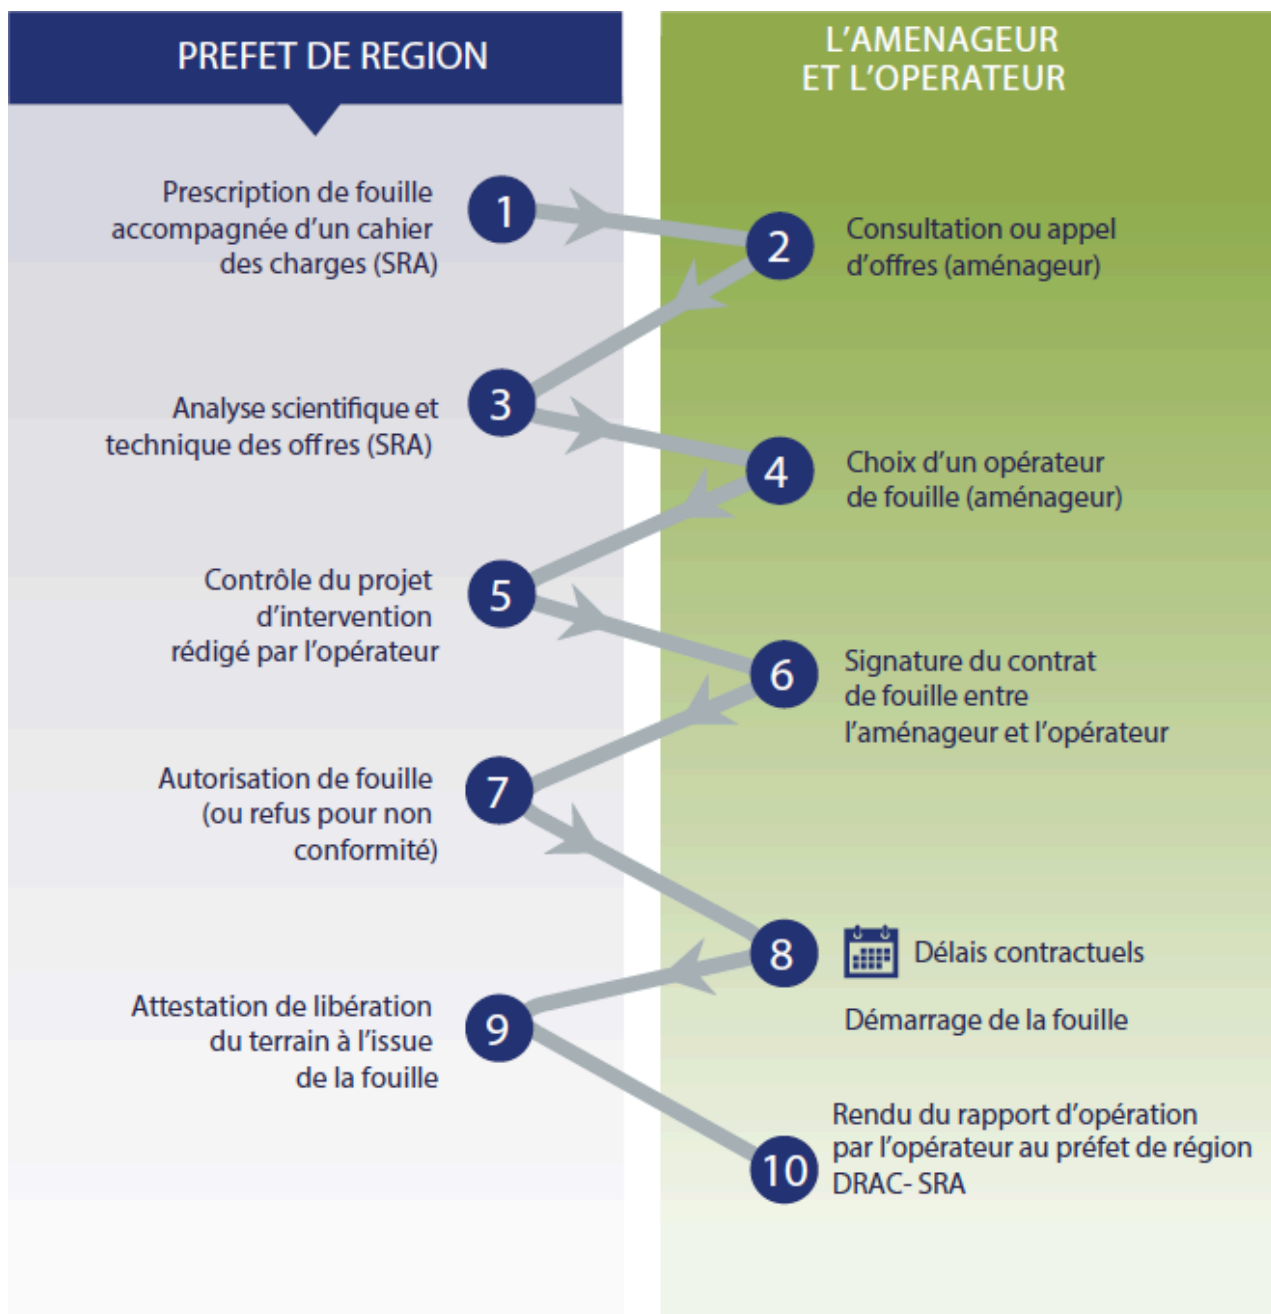 PREFET DE REGION
L'AMENAGEUR
ET L'OPERATEUR
1
Prescription de fouille
accompagnée d'un cahier
des charges (SRA)
2
Consultation ou appel
d'offres (aménageur)
3
Analyse scientifique et
technique des offres (SRA)
4
Choix d'un opérateur
de fouille (aménageur)
5
Contrôle du projet
d'intervention
rédigé par l'opérateur
6
Signature du contrat
de fouille entre
l'aménageur et l'opérateur
7
Autorisation de fouille
(ou refus pour non
conformité)
8
Délais contractuels
Démarrage de la fouille
9
Attestation de libération
du terrain à l'issue
de la fouille
10
Rendu du rapport d'opération
par l'opérateur au préfet de région
DRAC- SRA